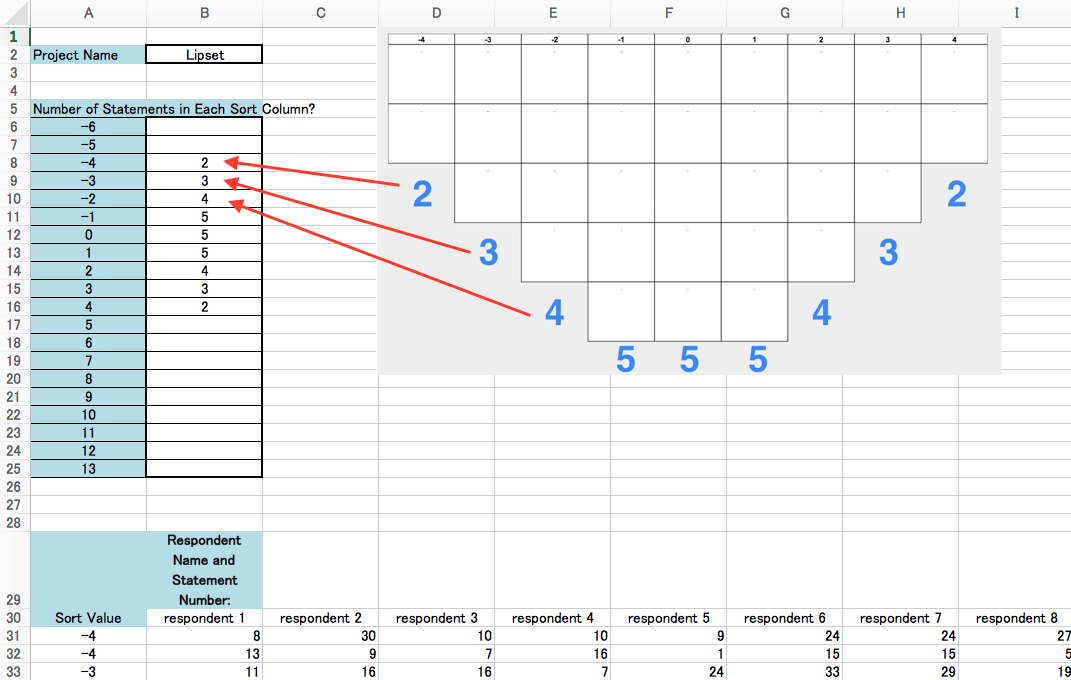 A B C D E F G H I
1
2 Project Name Lipset
3
4
5 Number of Statements in Each Sort Column?
6 -6
7 -5
8 -4 2
9 -3 3
10 -2 4
11 -1 5
12 0 5
13 1 5
14 2 4
15 3 3
16 4 2
17 5
18 6
19 7
20 8
21 9
22 10
23 11
24 12
25 13
26
27
28
-4 -3 -2 -1 0 1 2 3 4
2 2
3 3
4 4
5 5 5
Respondent
Name and
Statement
29 Number:
30 Sort Value respondent 1 respondent 2 respondent 3 respondent 4 respondent 5 respondent 6 respondent 7 respondent 8
31 -4 8 30 10 10 9 24 24 27
32 -4 13 9 7 16 1 15 15 5
33 -3 11 16 16 7 24 33 29 19